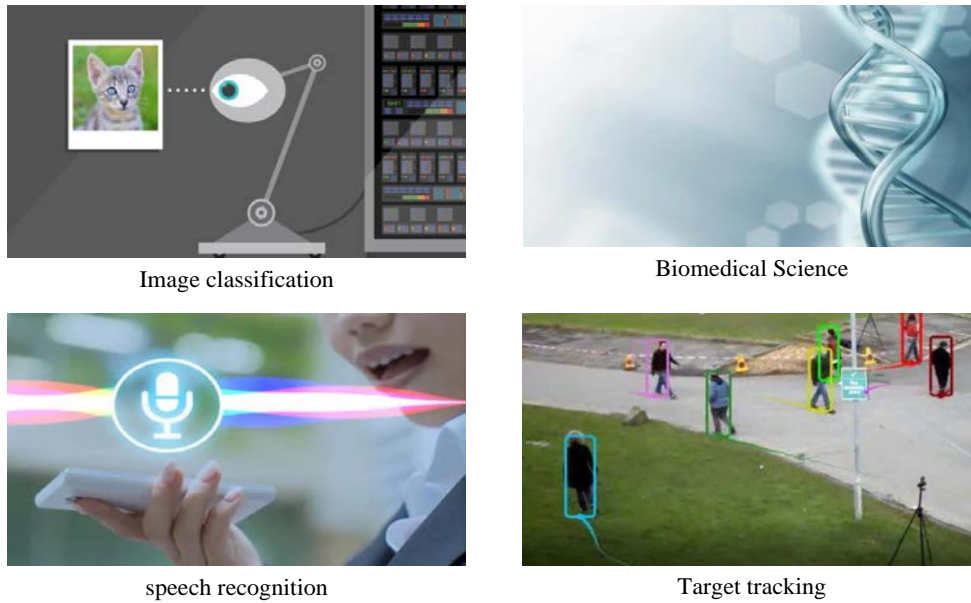 Image classification
Biomedical Science
speech recognition
Target tracking